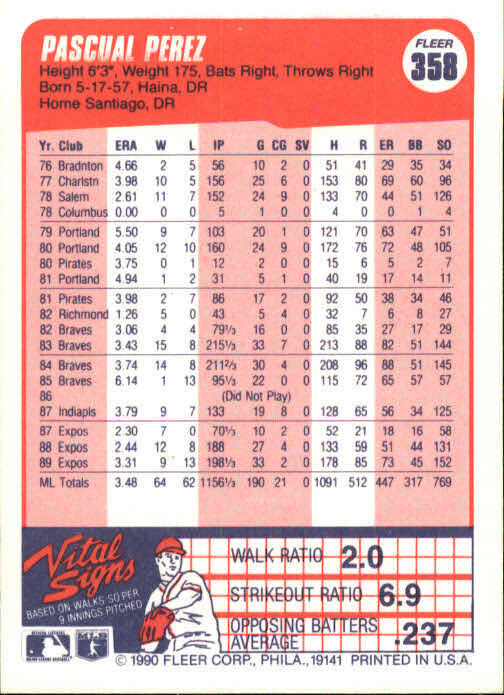 PASCUAL PEREZ
FLEER
358
Height 6'3", Weight 175, Bats Right, Throws Right
Born 5-17-57, Haina, DR
Home Santiago, DR
Yr. Club ERA W L IP G CG SV H R ER BB SO
76 Bradnton 4.66 2 5 56 10 2 0 51 41 29 35 34
77 Charlstn 3.98 10 5 156 25 6 0 153 80 69 60 96
78 Salem 2.61 11 7 152 24 9 0 133 70 44 51 126
78 Columbus 0.00 0 0 5 1 0 0 4 0 0 1 4
79 Portland 5.50 9 7 103 20 1 0 121 70 63 47 51
80 Portland 4.05 12 10 160 24 9 0 172 76 72 48 105
80 Pirates 3.75 0 1 12 2 0 0 15 6 5 2 7
81 Portland 4.94 1 2 31 5 1 0 40 19 17 14 11
81 Pirates 3.98 2 7 86 17 2 0 92 50 38 34 46
82 Richmond 1.26 5 0 43 5 4 0 32 7 6 8 27
82 Braves 3.06 4 4 79⅓ 16 0 0 85 35 27 17 29
83 Braves 3.43 15 8 215⅓ 33 7 0 213 88 82 51 144
84 Braves 3.74 14 8 211⅔ 30 4 0 208 96 88 51 145
85 Braves 6.14 1 13 95⅓ 22 0 0 115 72 65 57 57
86 (Did Not Play)
87 Indiapls 3.79 9 7 133 19 8 0 128 65 56 34 125
87 Expos 2.30 7 0 70⅓ 10 2 0 52 21 18 16 58
88 Expos 2.44 12 8 188 27 4 0 133 59 51 44 131
89 Expos 3.31 9 13 198⅓ 33 2 0 178 85 73 45 152
ML Totals 3.48 64 62 1156⅓ 190 21 0 1091 512 447 317 769
Vital
Signs
BASED ON WALKS/SO PER
9 INNINGS PITCHED
WALK RATIO 2.0
STRIKEOUT RATIO 6.9
OPPOSING BATTERS
AVERAGE .237
© 1990 FLEER CORP., PHILA., 19141 PRINTED IN U.S.A.